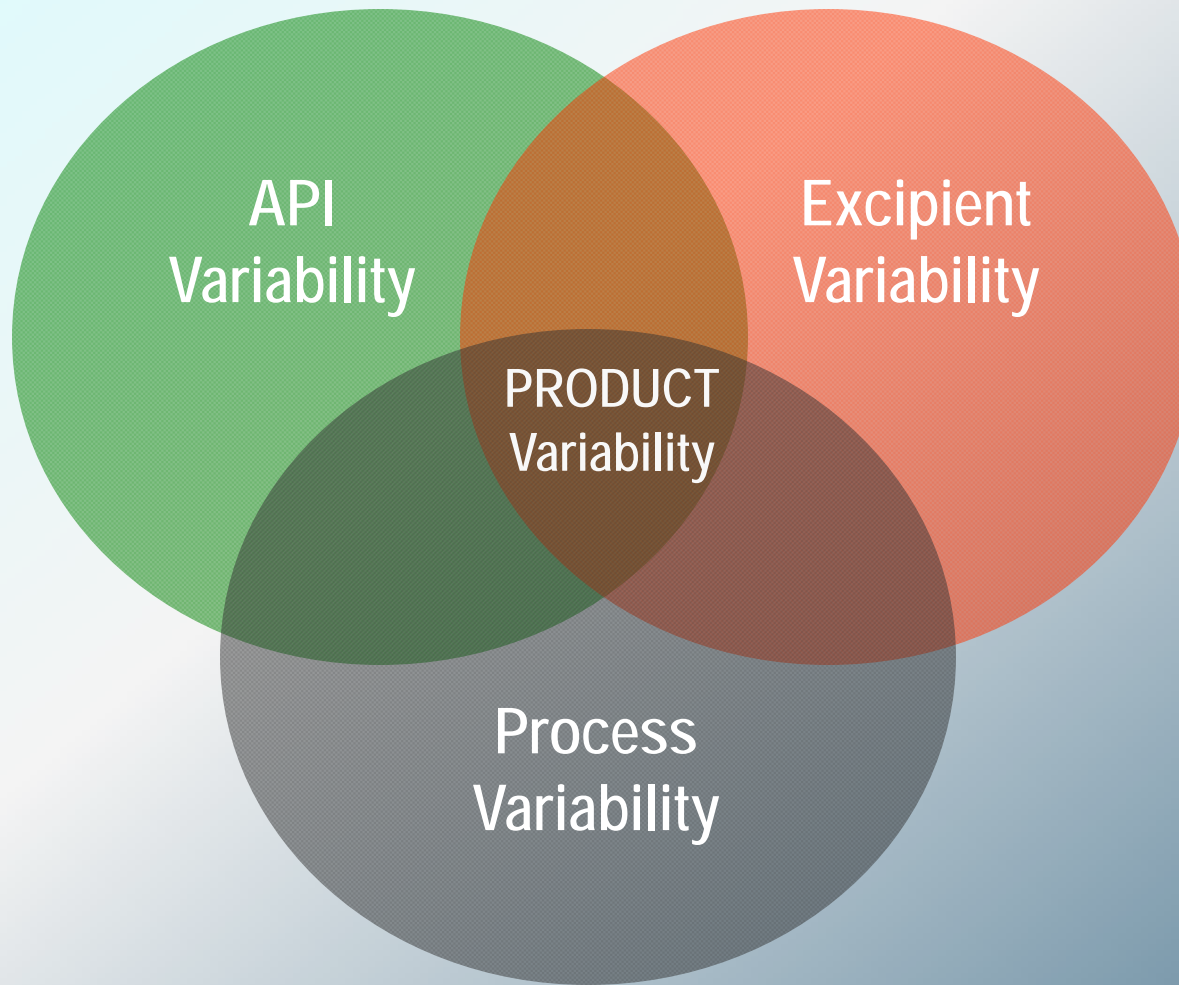 API
Variability
Excipient
Variability
PRODUCT
Variability
Process
Variability